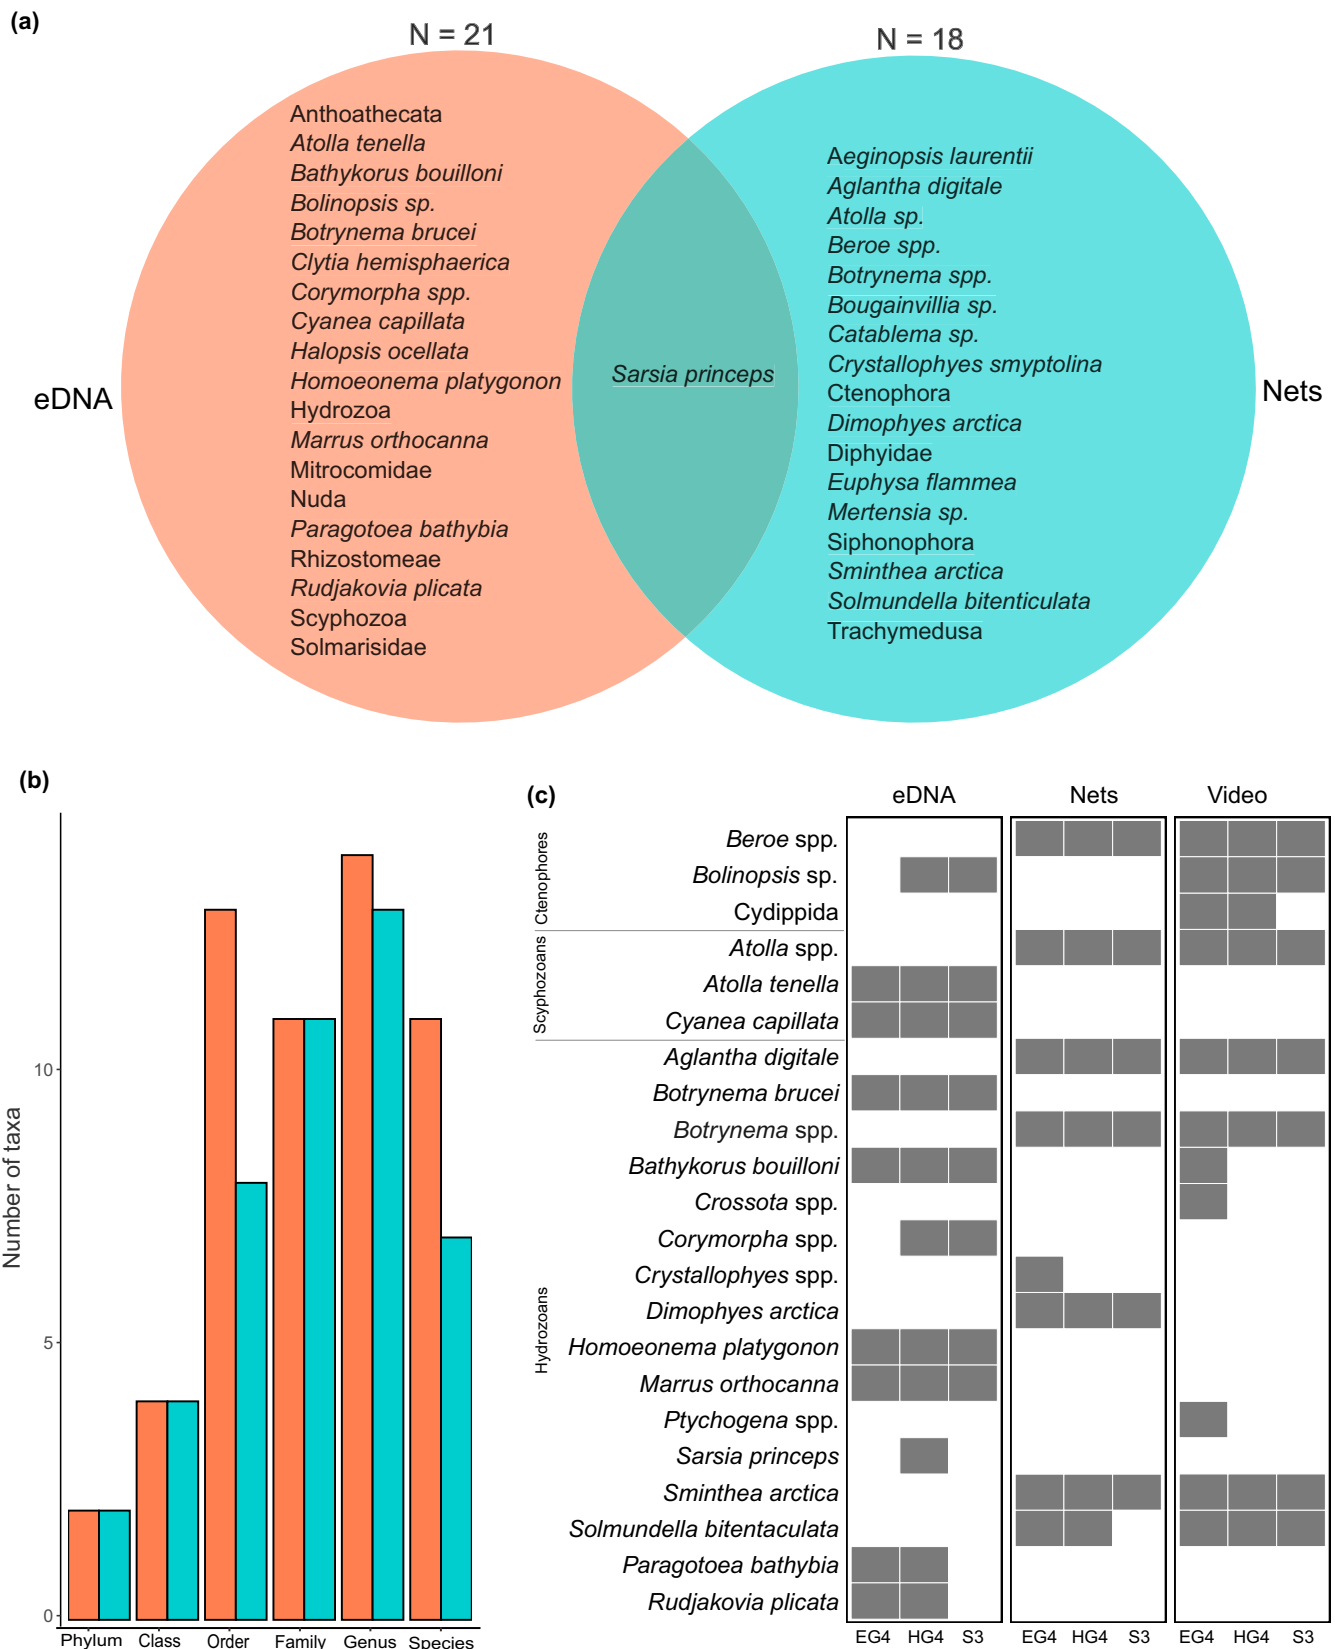 (a)
N = 21
N = 18
eDNA
Anthoathecata
Atolla tenella
Bathykorus bouilloni
Bolinopsis sp.
Botrynema brucei
Clytia hemisphaerica
Corymorpha spp.
Cyanea capillata
Halopsis ocellata
Homoeonema platygonon
Hydrozoa
Marrus orthocanna
Mitrocomidae
Nuda
Paragotoea bathybia
Rhizostomeae
Rudjakovia plicata
Scyphozoa
Solmarisidae
Sarsia princeps
Aeginopsis laurentii
Aglantha digitale
Atolla sp.
Beroe spp.
Botrynema spp.
Bougainvillia sp.
Catablema sp.
Crystallophyes smyptolina
Ctenophora
Dimophyes arctica
Diphyidae
Euphysa flammea
Mertensia sp.
Siphonophora
Sminthea arctica
Solmundella bitenticulata
Trachymedusa
Nets
(b)
Number of taxa
10
5
0
Phylum Class Order Family Genus Species
(c)
eDNA Nets Video
Ctenophores
Beroe spp.
Bolinopsis sp.
Cydippida
Scyphozoans
Atolla spp.
Atolla tenella
Cyanea capillata
Hydrozoans
Aglantha digitale
Botrynema brucei
Botrynema spp.
Bathykorus bouilloni
Crossota spp.
Corymorpha spp.
Crystallophyes spp.
Dimophyes arctica
Homoeonema platygonon
Marrus orthocanna
Ptychogena spp.
Sarsia princeps
Sminthea arctica
Solmundella bitentaculata
Paragotoea bathybia
Rudjakovia plicata
EG4 HG4 S3 EG4 HG4 S3 EG4 HG4 S3